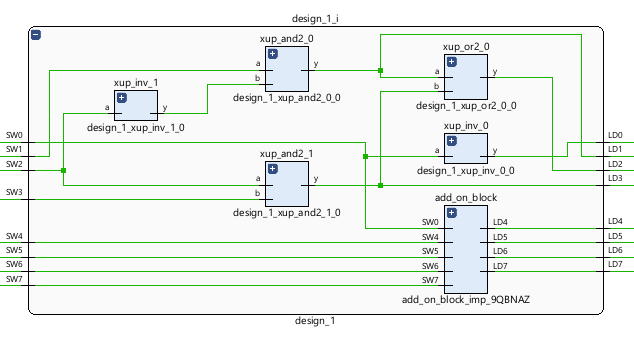 design_1_i
xup_and2_0
a
b
y
design_1_xup_and2_0_0
xup_or2_0
a
b
y
design_1_xup_or2_0_0
xup_inv_1
a
y
design_1_xup_inv_1_0
xup_inv_0
a
y
design_1_xup_inv_0_0
xup_and2_1
a
b
y
design_1_xup_and2_1_0
add_on_block
SW0
SW4
SW5
SW6
SW7
LD4
LD5
LD6
LD7
add_on_block_imp_9QBNAZ
SW0
SW1
SW2
SW3
SW4
SW5
SW6
SW7
LD0
LD1
LD2
LD3
LD4
LD5
LD6
LD7
design_1